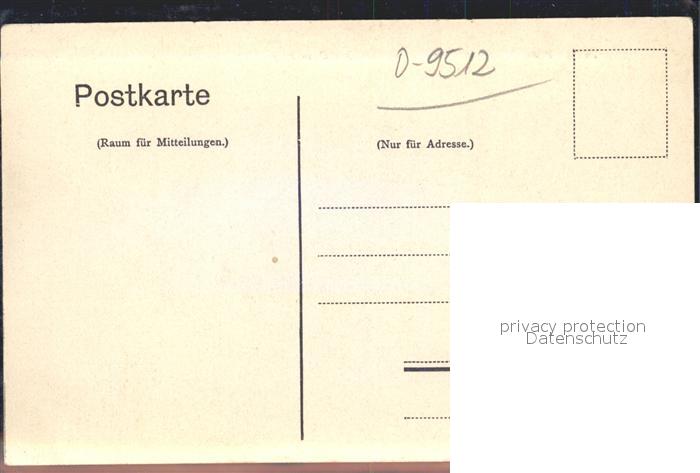 D-9512
Postkarte
(Raum für Mitteilungen.)
(Nur für Adresse.)
privacy protection
Datenschutz